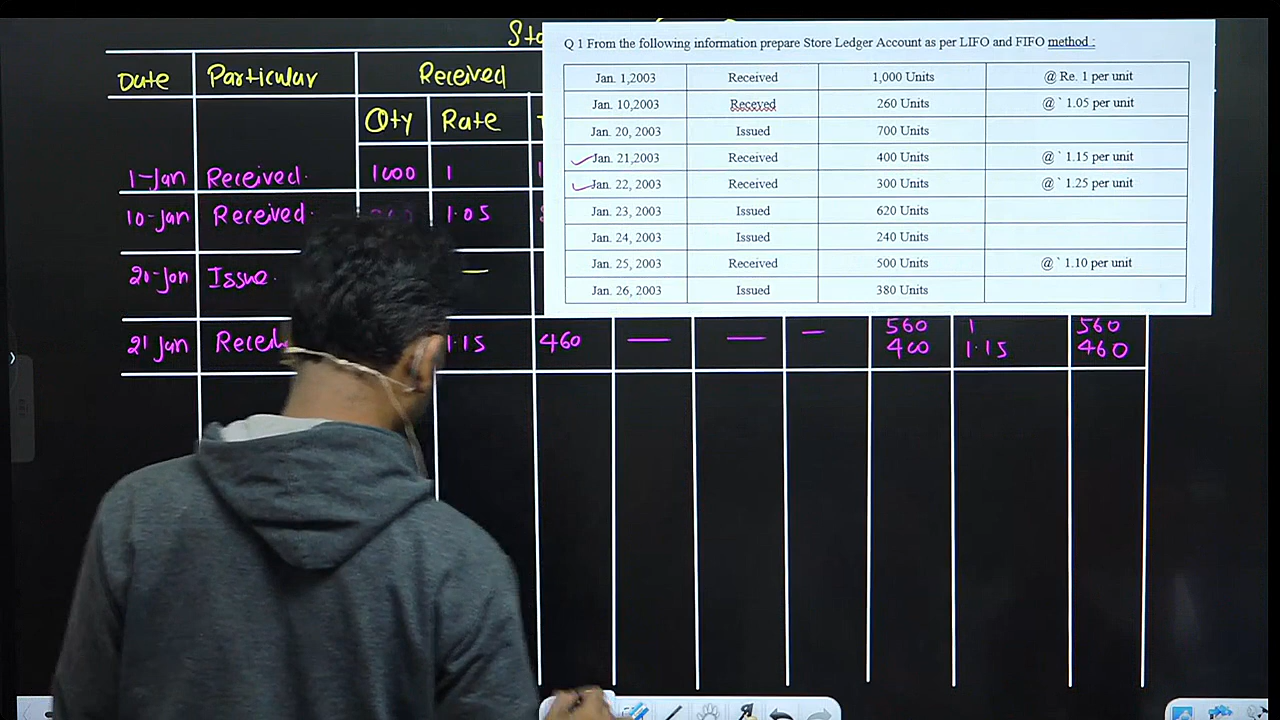 Sto
Q 1 From the following information prepare Store Ledger Account as per LIFO and FIFO method :
Jan. 1,2003 Received 1,000 Units @ Re. 1 per unit
Jan. 10,2003 Receved 260 Units @ ` 1.05 per unit
Jan. 20, 2003 Issued 700 Units
Jan. 21,2003 Received 400 Units @ ` 1.15 per unit
Jan. 22, 2003 Received 300 Units @ ` 1.25 per unit
Jan. 23, 2003 Issued 620 Units
Jan. 24, 2003 Issued 240 Units
Jan. 25, 2003 Received 500 Units @ ` 1.10 per unit
Jan. 26, 2003 Issued 380 Units
Date Particular Received
Qty Rate
1-Jan Received. 1000 1
10-Jan Received. 1.05
20-Jan Issue. —
560 1 560
21 Jan 1.15 460 — — — 400 1.15 460